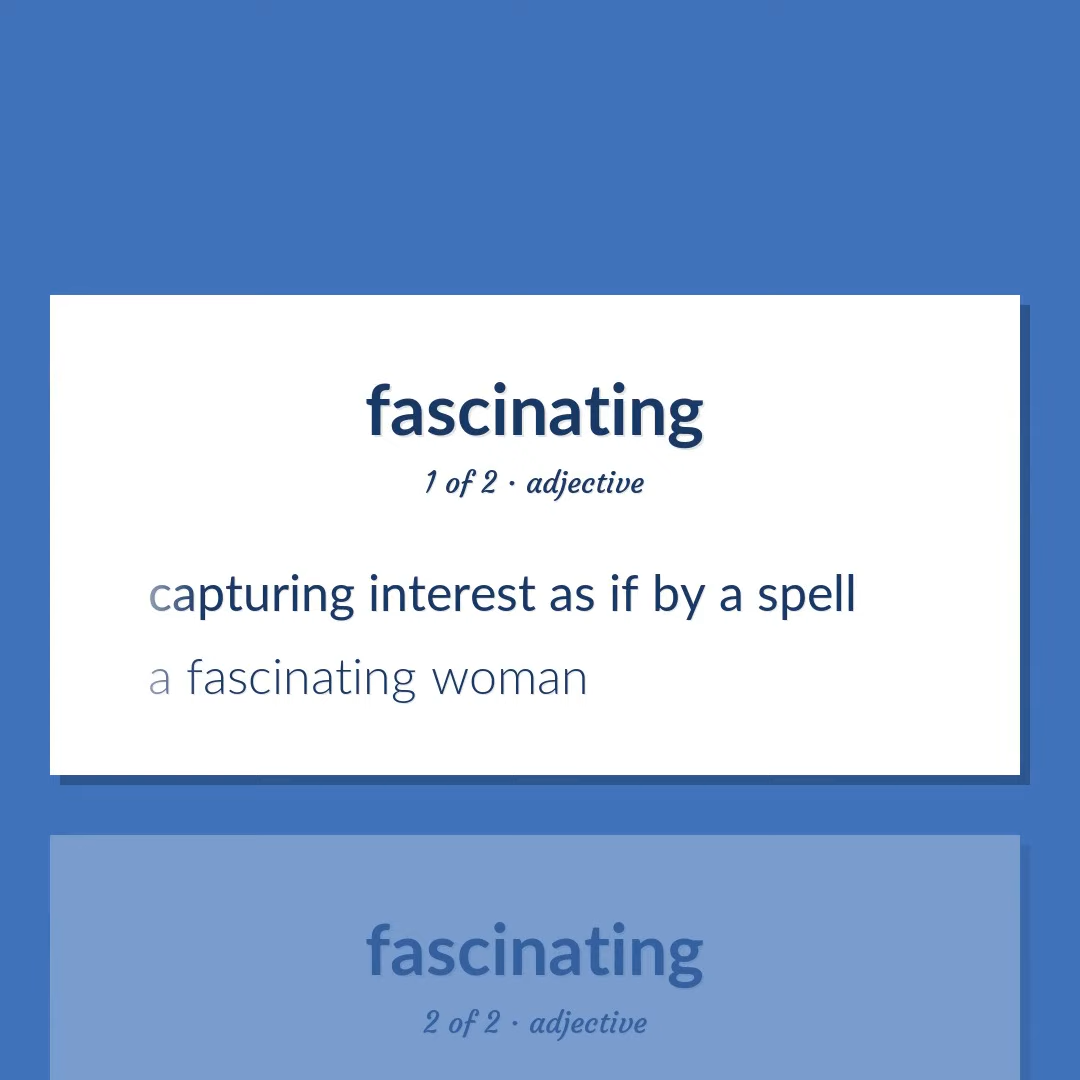 fascinating
1 of 2 · adjective
capturing interest as if by a spell
a fascinating woman
fascinating
2 of 2 · adjective